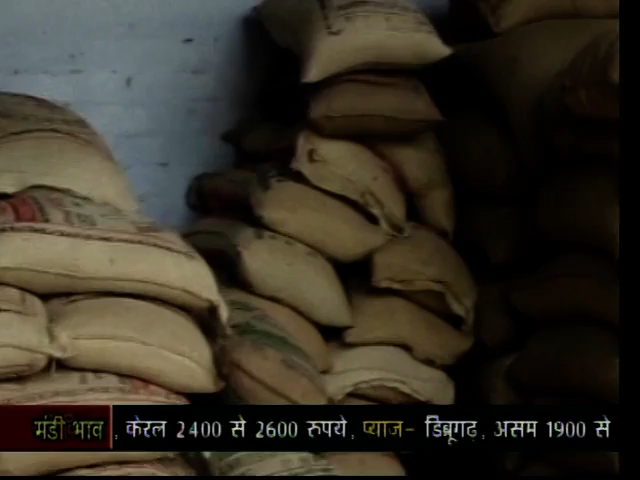 मंडी भाव , केरल 2400 से 2600 रुपये, प्याज- डिब्रूगढ़, असम 1900 से